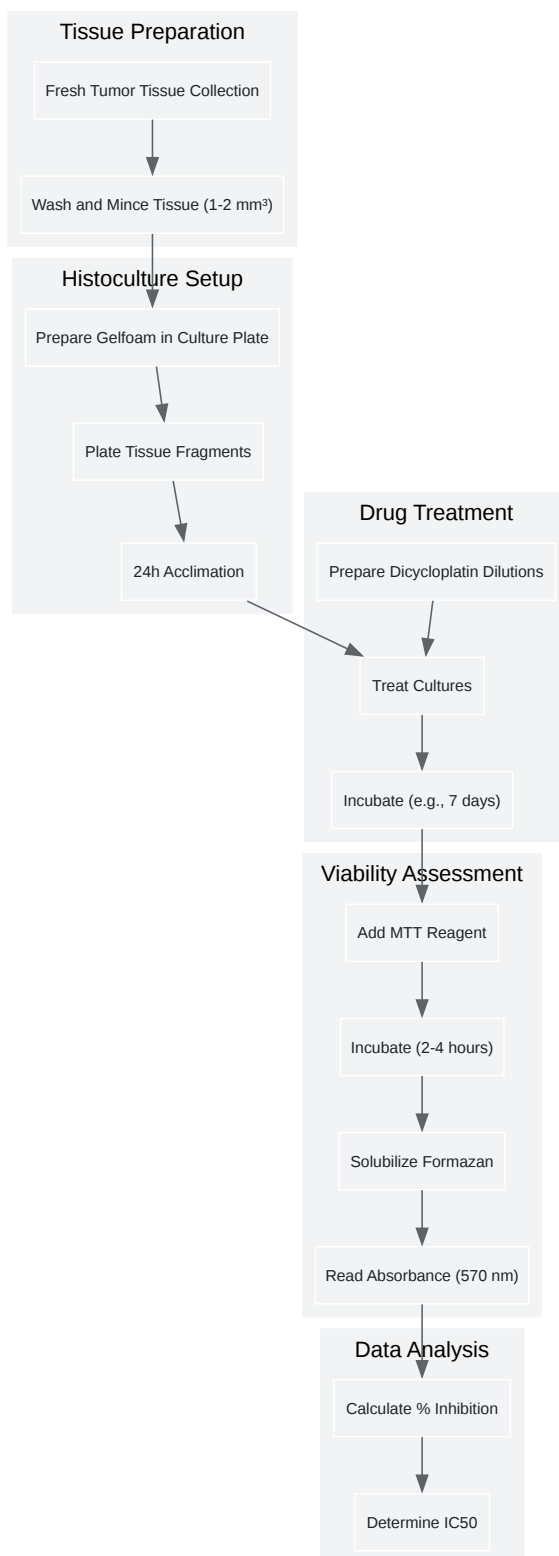 Tissue Preparation
Fresh Tumor Tissue Collection
Wash and Mince Tissue (1-2 mm³)
Histoculture Setup
Prepare Gelfoam in Culture Plate
Plate Tissue Fragments
24h Acclimation
Drug Treatment
Prepare Dicycloplatin Dilutions
Treat Cultures
Incubate (e.g., 7 days)
Viability Assessment
Add MTT Reagent
Incubate (2-4 hours)
Solubilize Formazan
Read Absorbance (570 nm)
Data Analysis
Calculate % Inhibition
Determine IC50